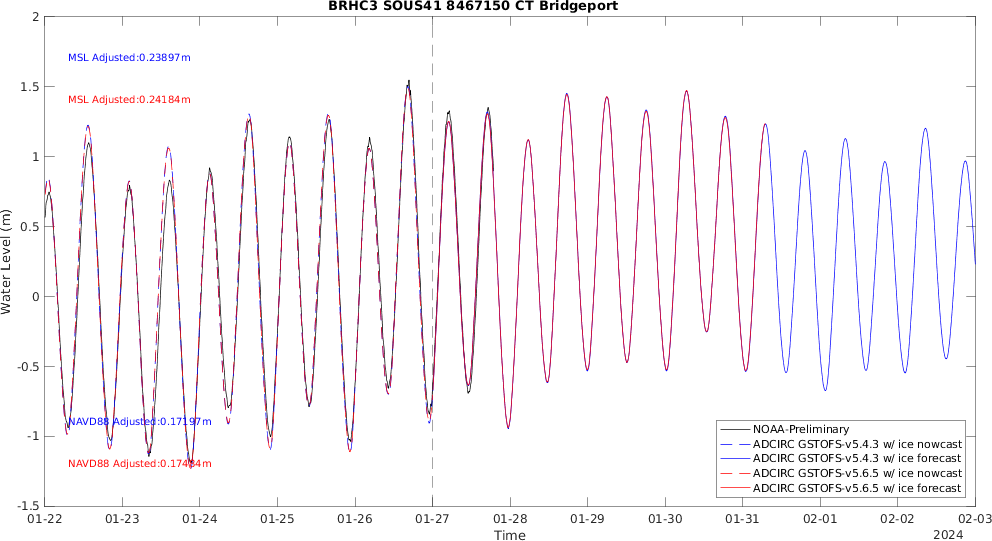 BRHC3 SOUS41 8467150 CT Bridgeport
2
1.5
1
0.5
0
-0.5
-1
-1.5
Water Level (m)
MSL Adjusted:0.23897m
MSL Adjusted:0.24184m
NAVD88 Adjusted:0.17197m
NAVD88 Adjusted:0.17484m
NOAA-Preliminary
ADCIRC GSTOFS-v5.4.3 w/ ice nowcast
ADCIRC GSTOFS-v5.4.3 w/ ice forecast
ADCIRC GSTOFS-v5.6.5 w/ ice nowcast
ADCIRC GSTOFS-v5.6.5 w/ ice forecast
01-22 01-23 01-24 01-25 01-26 01-27 01-28 01-29 01-30 01-31 02-01 02-02 02-03
Time
2024